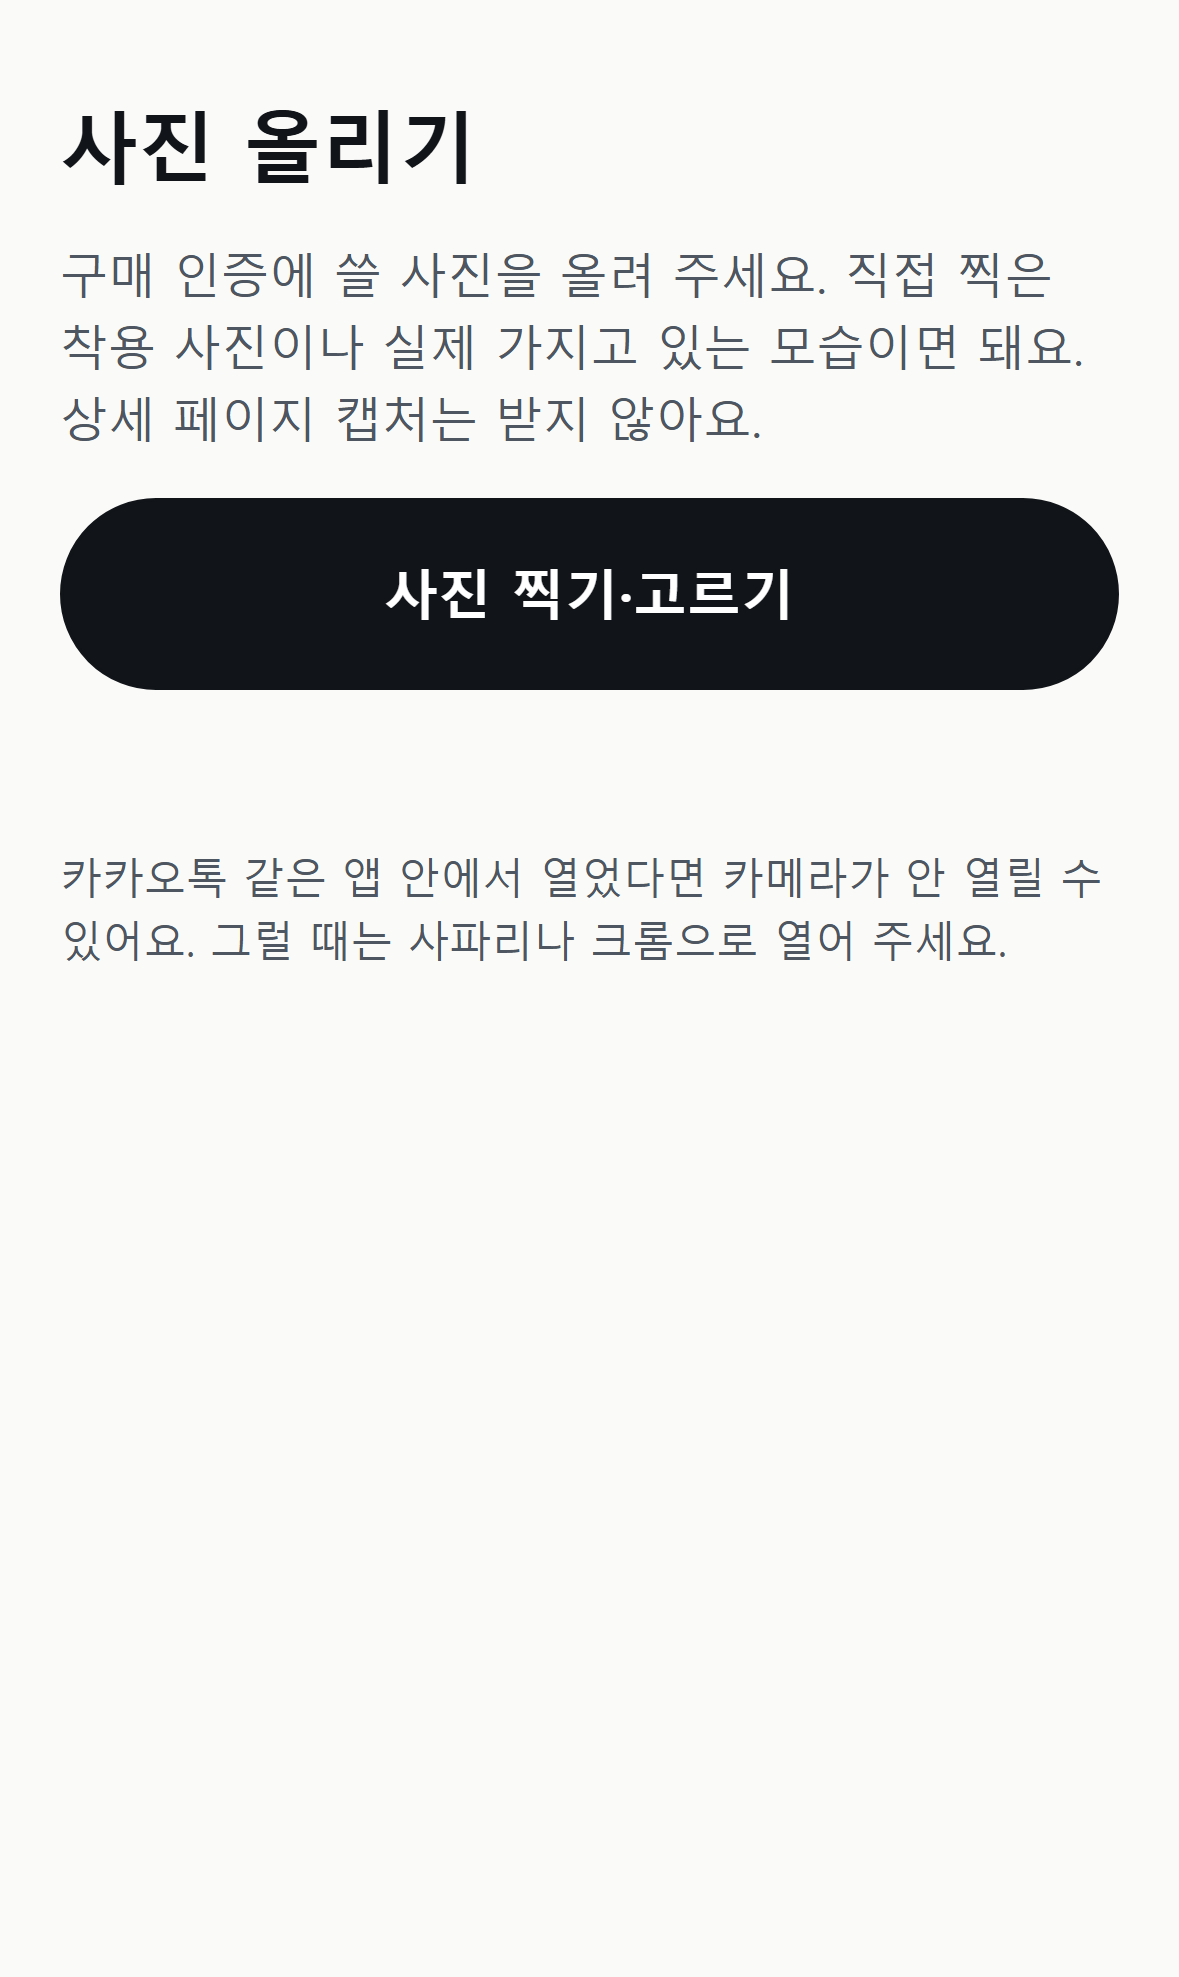 사진 올리기
구매 인증에 쓸 사진을 올려 주세요. 직접 찍은
착용 사진이나 실제 가지고 있는 모습이면 돼요.
상세 페이지 캡처는 받지 않아요.
사진 찍기·고르기
카카오톡 같은 앱 안에서 열었다면 카메라가 안 열릴 수
있어요. 그럴 때는 사파리나 크롬으로 열어 주세요.